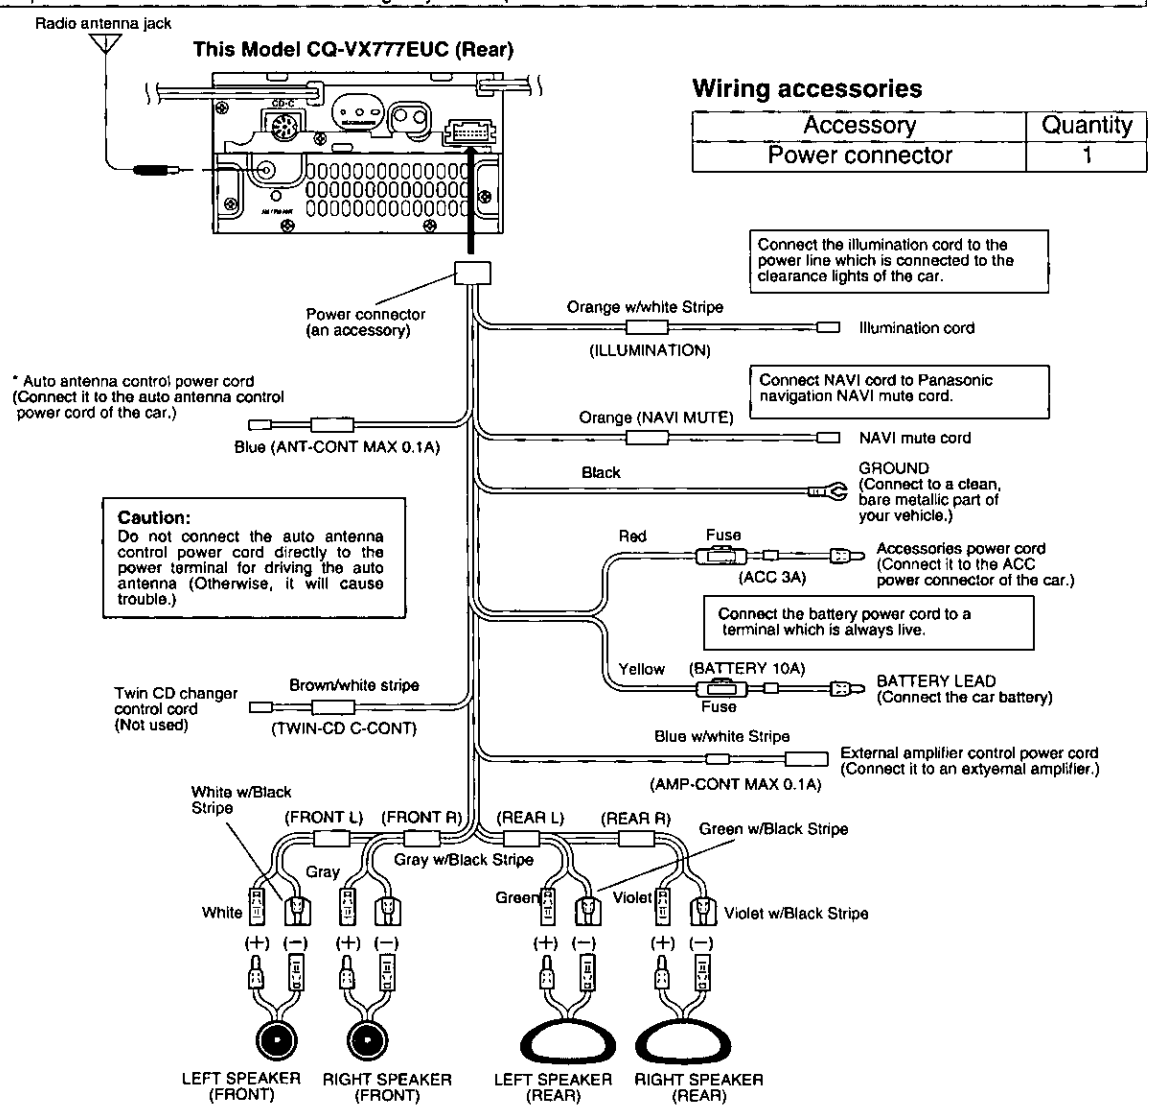 Radio antenna jack
This Model CQ-VX777EUC (Rear)
CD-C
Wiring accessories
Accessory Quantity
Power connector 1
Connect the illumination cord to the
power line which is connected to the
clearance lights of the car.
Power connector
(an accessory)
Orange w/white Stripe
(ILLUMINATION)
Illumination cord
* Auto antenna control power cord
(Connect it to the auto antenna control
power cord of the car.)
Blue (ANT-CONT MAX 0.1A)
Connect NAVI cord to Panasonic
navigation NAVI mute cord.
Orange (NAVI MUTE)
NAVI mute cord
Black
GROUND
(Connect to a clean,
bare metallic part of
your vehicle.)
Caution:
Do not connect the auto antenna
control power cord directly to the
power terminal for driving the auto
antenna (Otherwise, it will cause
trouble.)
Red
Fuse
(ACC 3A)
Accessories power cord
(Connect it to the ACC
power connector of the car.)
Connect the battery power cord to a
terminal which is always live.
Yellow
(BATTERY 10A)
Fuse
BATTERY LEAD
(Connect the car battery)
Twin CD changer
control cord
(Not used)
Brown/white stripe
(TWIN-CD C-CONT)
Blue w/white Stripe
(AMP-CONT MAX 0.1A)
External amplifier control power cord
(Connect it to an extyemal amplifier.)
White w/Black
Stripe
(FRONT L) (FRONT R) (REAR L) (REAR R)
Green w/Black Stripe
Gray
Gray w/Black Stripe
White
Green
Violet
Violet w/Black Stripe
(+) (−) (+) (−) (+) (−) (+) (−)
LEFT SPEAKER
(FRONT)
RIGHT SPEAKER
(FRONT)
LEFT SPEAKER
(REAR)
RIGHT SPEAKER
(REAR)